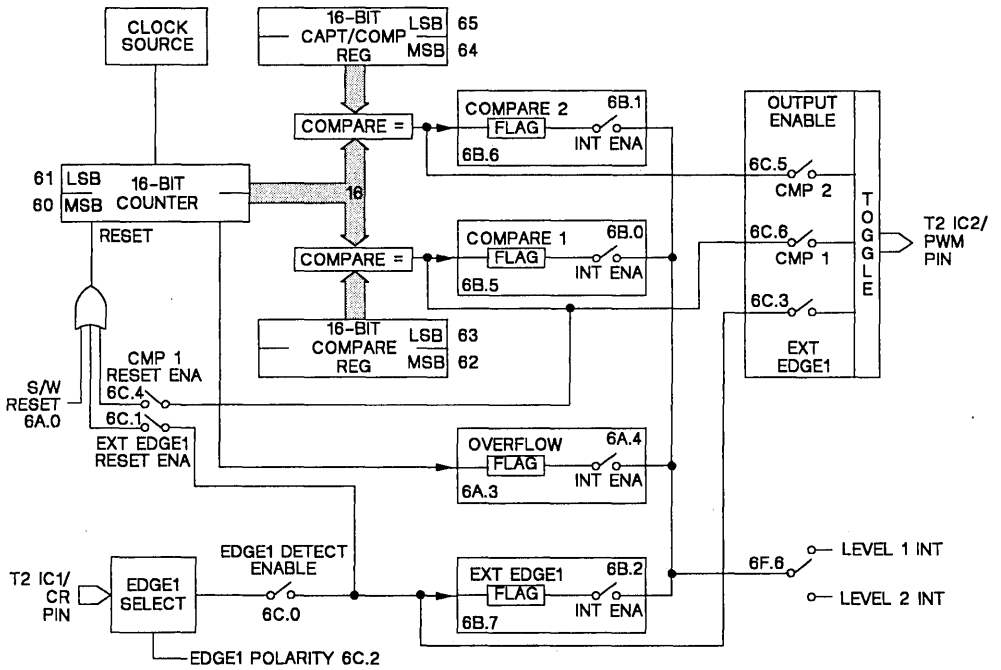 CLOCK
SOURCE
16-BIT
CAPT/COMP
REG
LSB 65
MSB 64
COMPARE =
COMPARE 2
6B.1
FLAG
INT ENA
6B.6
OUTPUT
ENABLE
6C.5
CMP 2
6C.6
CMP 1
6C.3
EXT
EDGE1
TOGGLE
T2 IC2/
PWM
PIN
61 LSB
60 MSB
16-BIT
COUNTER
RESET
16
COMPARE =
COMPARE 1
6B.0
FLAG
INT ENA
6B.5
16-BIT
COMPARE
REG
LSB 63
MSB 62
CMP 1
RESET ENA
6C.4
S/W
RESET
6A.0
6C.1
EXT EDGE1
RESET ENA
OVERFLOW
6A.4
FLAG
INT ENA
6A.3
T2 IC1/
CR
PIN
EDGE1
SELECT
EDGE1 DETECT
ENABLE
6C.0
EXT EDGE1
6B.2
FLAG
INT ENA
6B.7
6F.6
LEVEL 1 INT
LEVEL 2 INT
EDGE1 POLARITY 6C.2